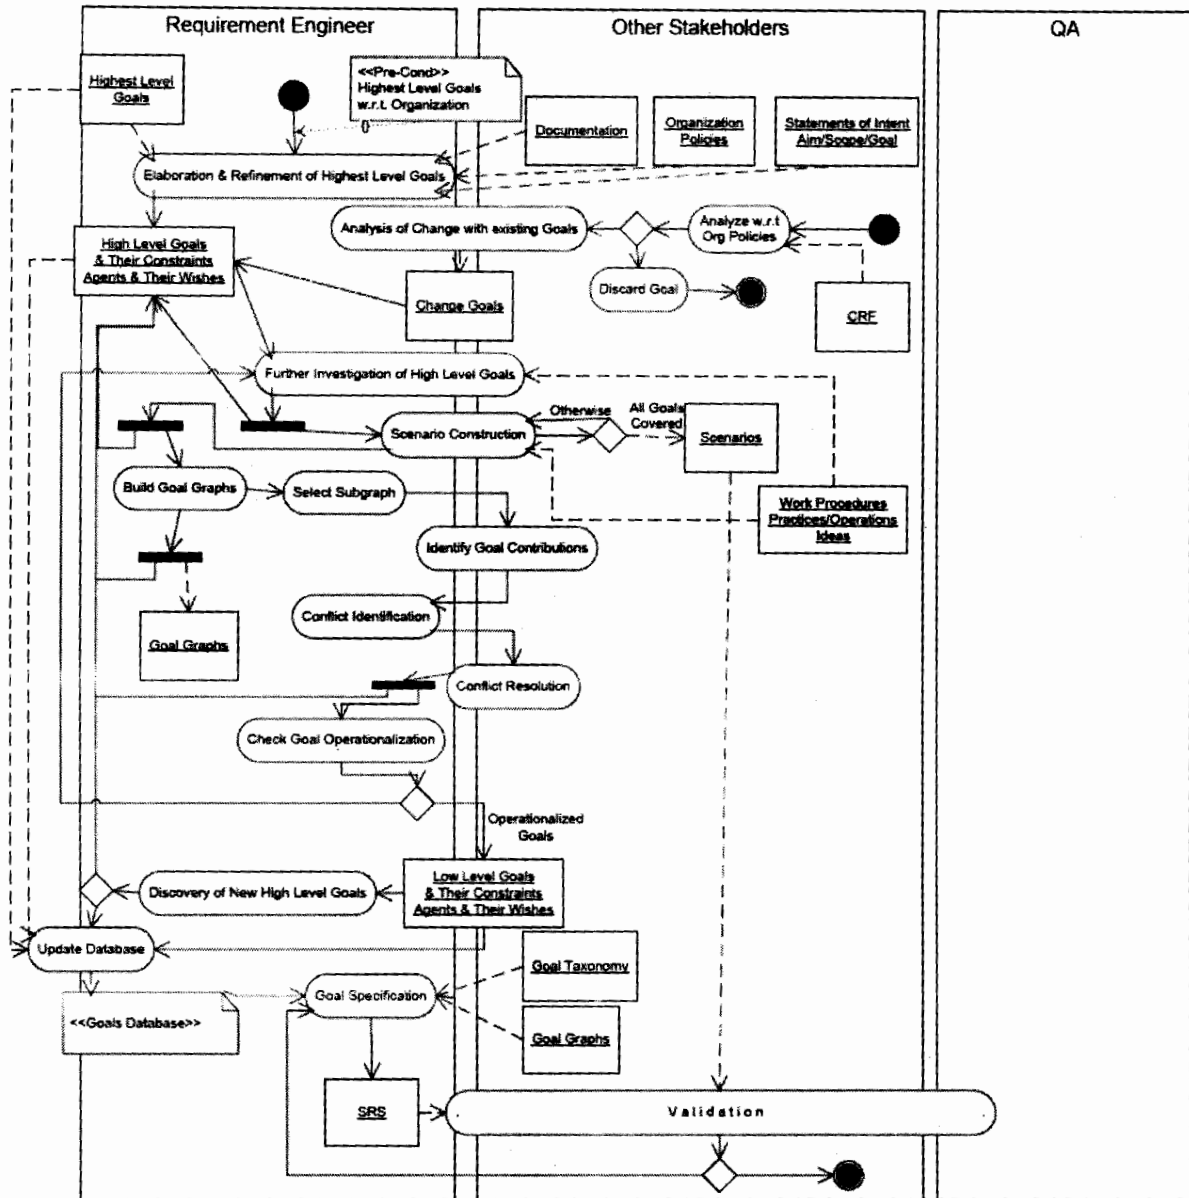 Requirement Engineer
Other Stakeholders
QA
Highest Level
Goals
<<Pre-Cond>>
Highest Level Goals
w.r.t. Organization
{}
Documentation
Organization
Policies
Statements of Intent
Aim/Scope/Goal
Elaboration & Refinement of Highest Level Goals
Analysis of Change with existing Goals
Analyze w.r.t
Org Policies
High Level Goals
& Their Constraints
Agents & Their Wishes
Discard Goal
Change Goals
CRF
Further Investigation of High Level Goals
Otherwise
All Goals
Covered
Scenario Construction
Scenarios
Build Goal Graphs
Select Subgraph
Work Procedures
Practices/Operations
Ideas
Identify Goal Contributions
Conflict Identification
Goal Graphs
Conflict Resolution
Check Goal Operationalization
Operationalized
Goals
Discovery of New High Level Goals
Low Level Goals
& Their Constraints
Agents & Their Wishes
Update Database
Goal Taxonomy
Goal Specification
<<Goals Database>>
Goal Graphs
SRS
Validation